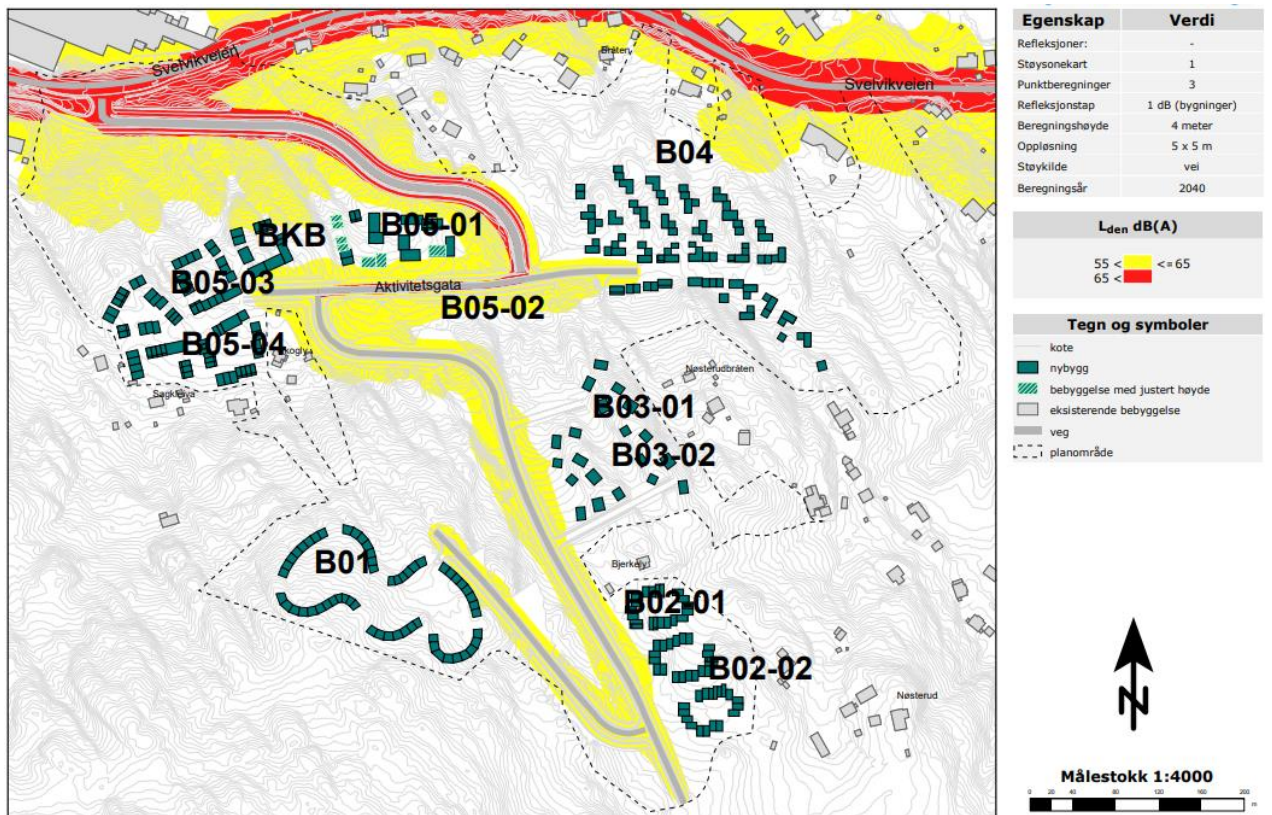 Svelvikveien
Bråten
Svelvikveien
B04
B05-01
BKB
B05-03
Aktivitetsgata
B05-02
B05-04
Nøsterudbråten
B03-01
B03-02
B01
Bjerkely
B02-01
B02-02
Nøsterud
Egenskap Verdi
Refleksjoner: -
Støysonekart 1
Punktberegninger 3
Refleksjonstap 1 dB (bygninger)
Beregningshøyde 4 meter
Oppløsning 5 x 5 m
Støykilde vei
Beregningsår 2040
Lden dB(A)
55 < <= 65
65 <
Tegn og symboler
kote
nybygg
bebyggelse med justert høyde
eksisterende bebyggelse
veg
planområde
N
Målestokk 1:4000
0 20 40 80 120 160 200
m